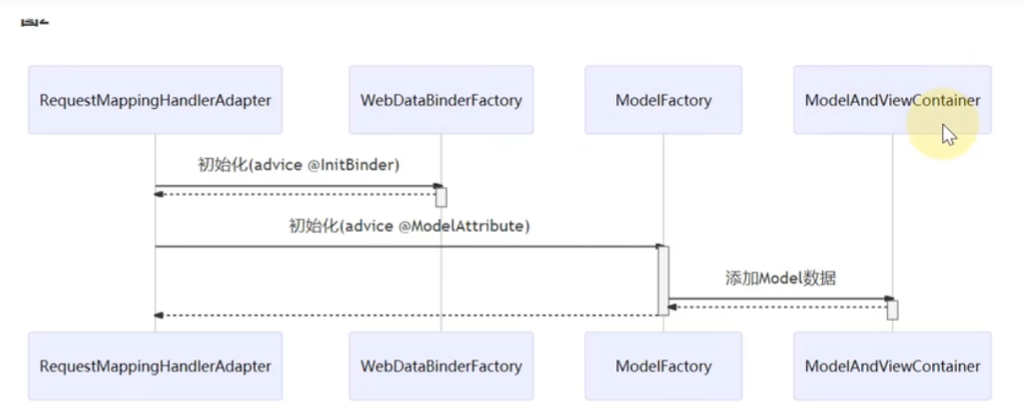 RequestMappingHandlerAdapter
WebDataBinderFactory
ModelFactory
ModelAndViewContainer
初始化(advice @InitBinder)
初始化(advice @ModelAttribute)
添加Model数据
RequestMappingHandlerAdapter
WebDataBinderFactory
ModelFactory
ModelAndViewContainer